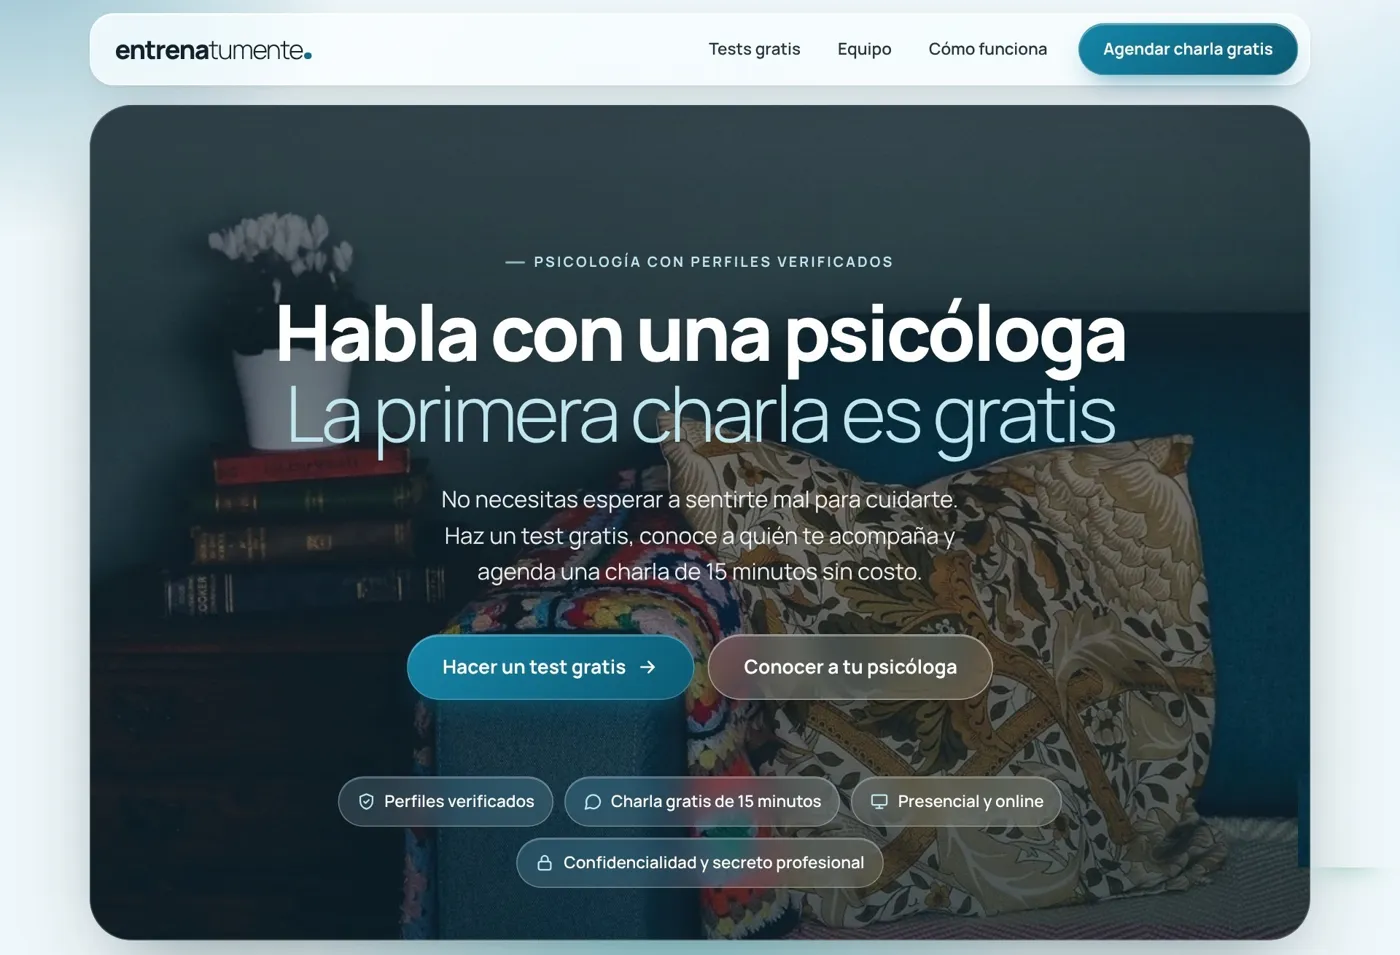 entrenatumente.
Tests gratis
Equipo
Cómo funciona
Agendar charla gratis
PSICOLOGÍA CON PERFILES VERIFICADOS
Habla con una psicóloga
La primera charla es gratis
No necesitas esperar a sentirte mal para cuidarte.
Haz un test gratis, conoce a quién te acompaña y
agenda una charla de 15 minutos sin costo.
Hacer un test gratis →
Conocer a tu psicóloga
Perfiles verificados
Charla gratis de 15 minutos
Presencial y online
Confidencialidad y secreto profesional